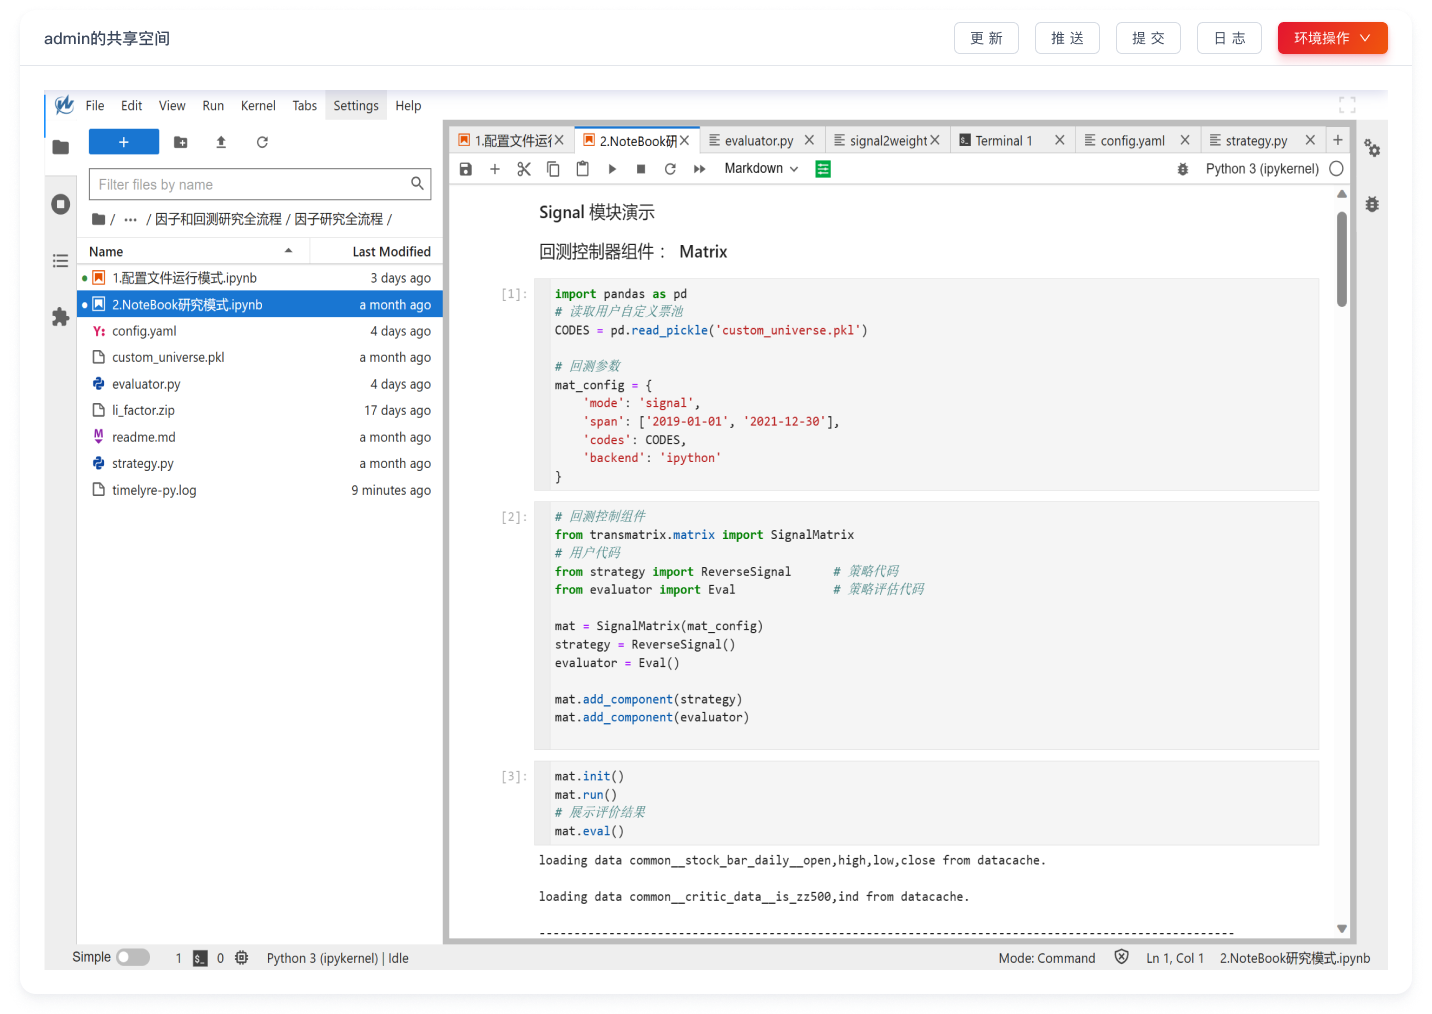 admin的共享空间
更 新
推 送
提 交
日 志
环境操作
File Edit View Run Kernel Tabs Settings Help
1.配置文件运行
2.NoteBook研
evaluator.py
signal2weight
Terminal 1
config.yaml
strategy.py
+
Filter files by name
Markdown
Python 3 (ipykernel)
/ ··· / 因子和回测研究全流程 / 因子研究全流程 /
Name Last Modified
1.配置文件运行模式.ipynb 3 days ago
2.NoteBook研究模式.ipynb a month ago
Y: config.yaml 4 days ago
custom_universe.pkl a month ago
evaluator.py 4 days ago
li_factor.zip 17 days ago
M readme.md a month ago
strategy.py a month ago
timelyre-py.log 9 minutes ago
Signal 模块演示
回测控制器组件： Matrix
[1]: import pandas as pd
# 读取用户自定义票池
CODES = pd.read_pickle('custom_universe.pkl')
# 回测参数
mat_config = {
'mode': 'signal',
'span': ['2019-01-01', '2021-12-30'],
'codes': CODES,
'backend': 'ipython'
}
[2]: # 回测控制组件
from transmatrix.matrix import SignalMatrix
# 用户代码
from strategy import ReverseSignal # 策略代码
from evaluator import Eval # 策略评估代码
mat = SignalMatrix(mat_config)
strategy = ReverseSignal()
evaluator = Eval()
mat.add_component(strategy)
mat.add_component(evaluator)
[3]: mat.init()
mat.run()
# 展示评价结果
mat.eval()
loading data common__stock_bar_daily__open,high,low,close from datacache.
loading data common__critic_data__is_zz500,ind from datacache.
----------------------------------------------------------------------------------------------------
Simple 1 $_ 0 Python 3 (ipykernel) | Idle
Mode: Command Ln 1, Col 1 2.NoteBook研究模式.ipynb